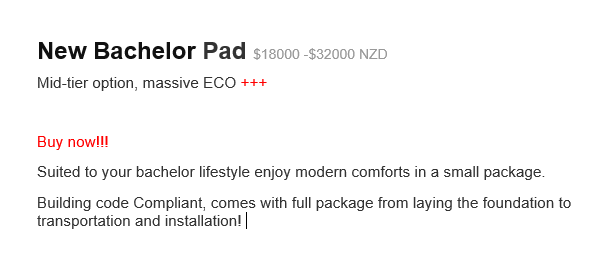 New Bachelor Pad $18000 -$32000 NZD
Mid-tier option, massive ECO +++
Buy now!!!
Suited to your bachelor lifestyle enjoy modern comforts in a small package.
Building code Compliant, comes with full package from laying the foundation to
transportation and installation!